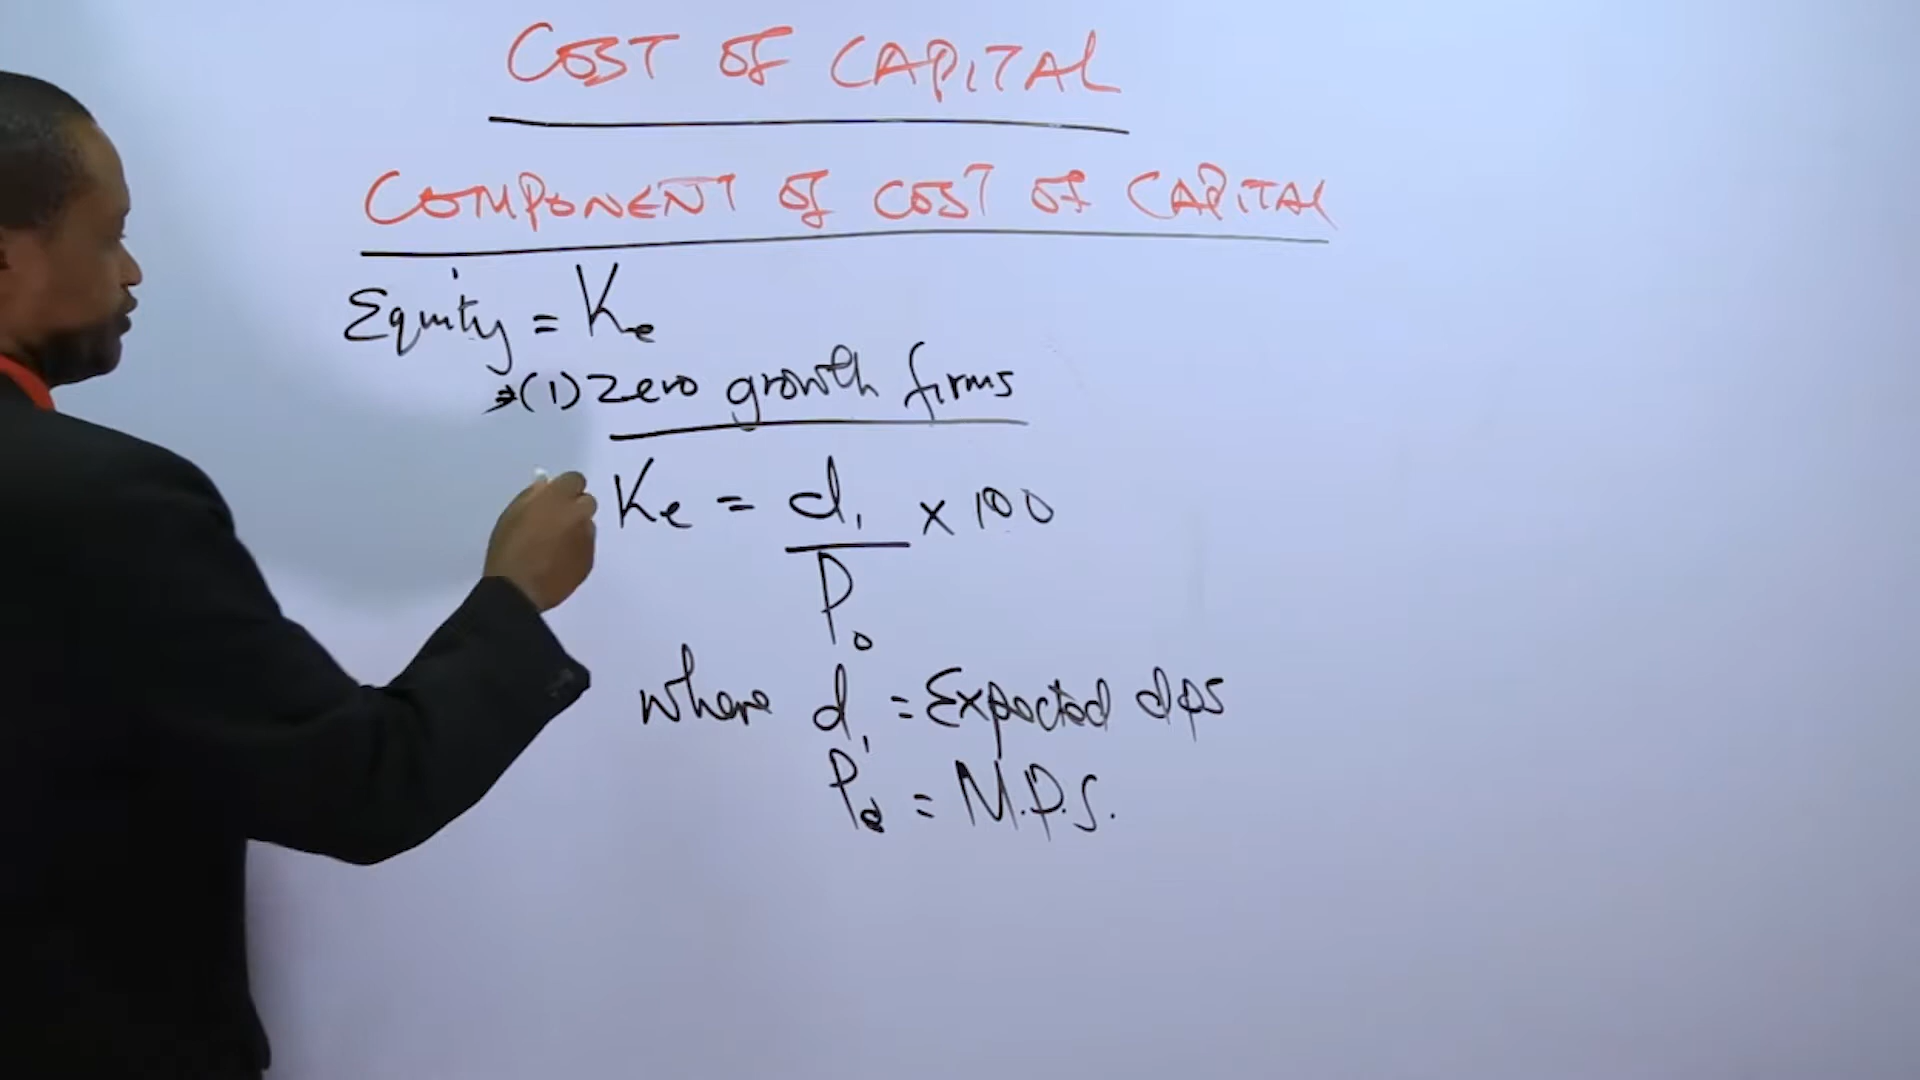 COST OF CAPITAL
COMPONENT OF COST OF CAPITAL
Equity = Ke
→(1) Zero growth firms
Ke = d₁ × 100
P₀
where d₁ = Expected dps
P₀ = M.P.S.